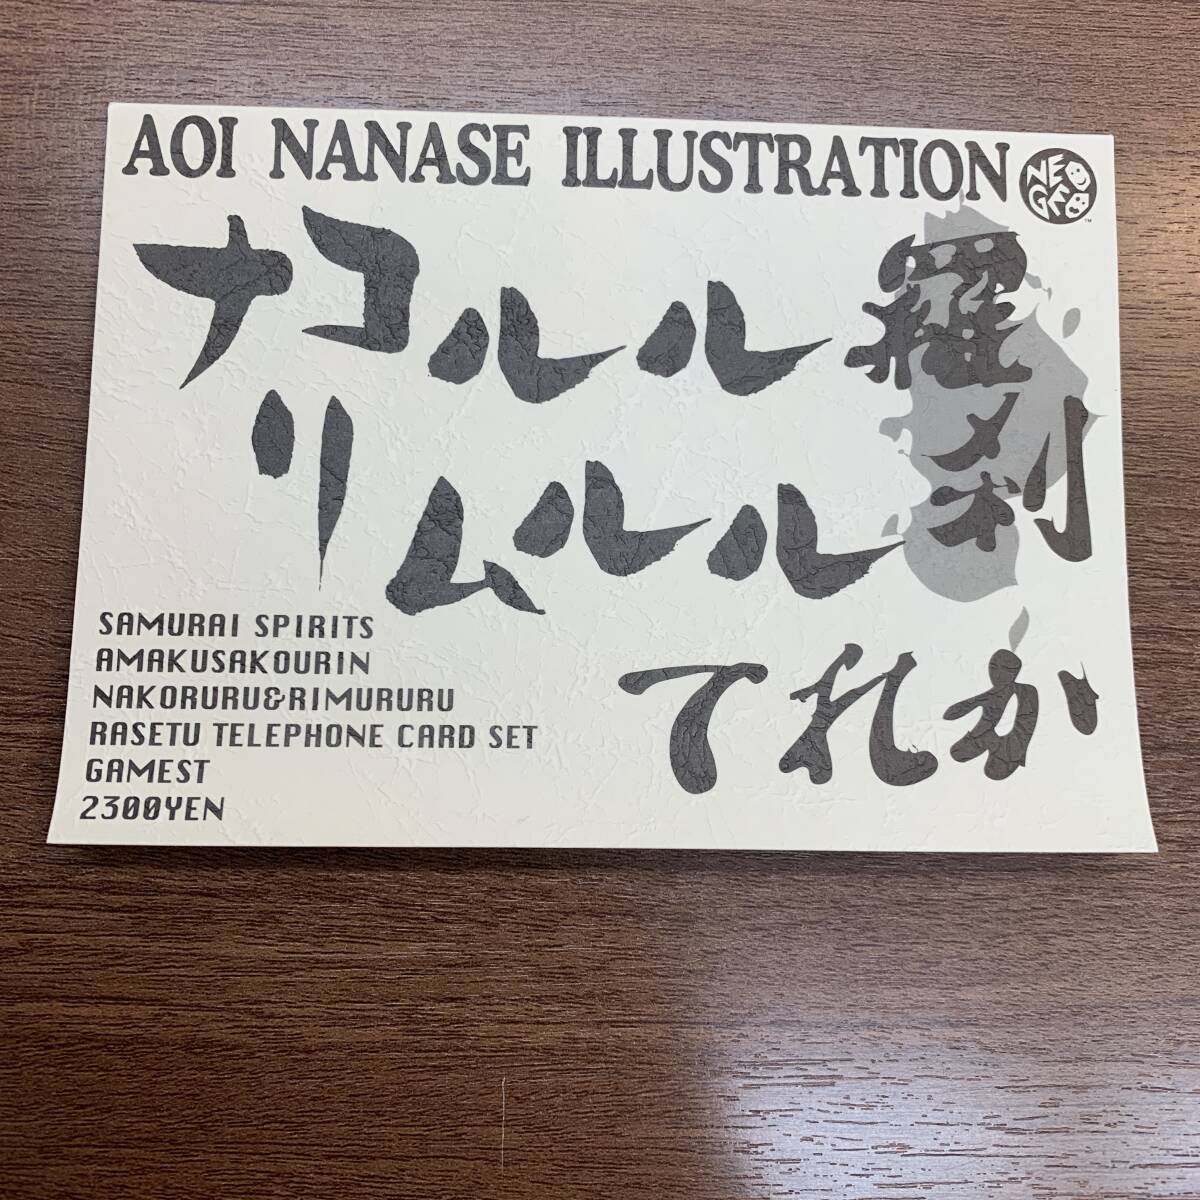 AOI NANASE ILLUSTRATION
NEO GEO
TM
ナコルル
リムルル
羅刹
てれか
SAMURAI SPIRITS
AMAKUSAKOURIN
NAKORURU&RIMURURU
RASETU TELEPHONE CARD SET
GAMEST
2300YEN